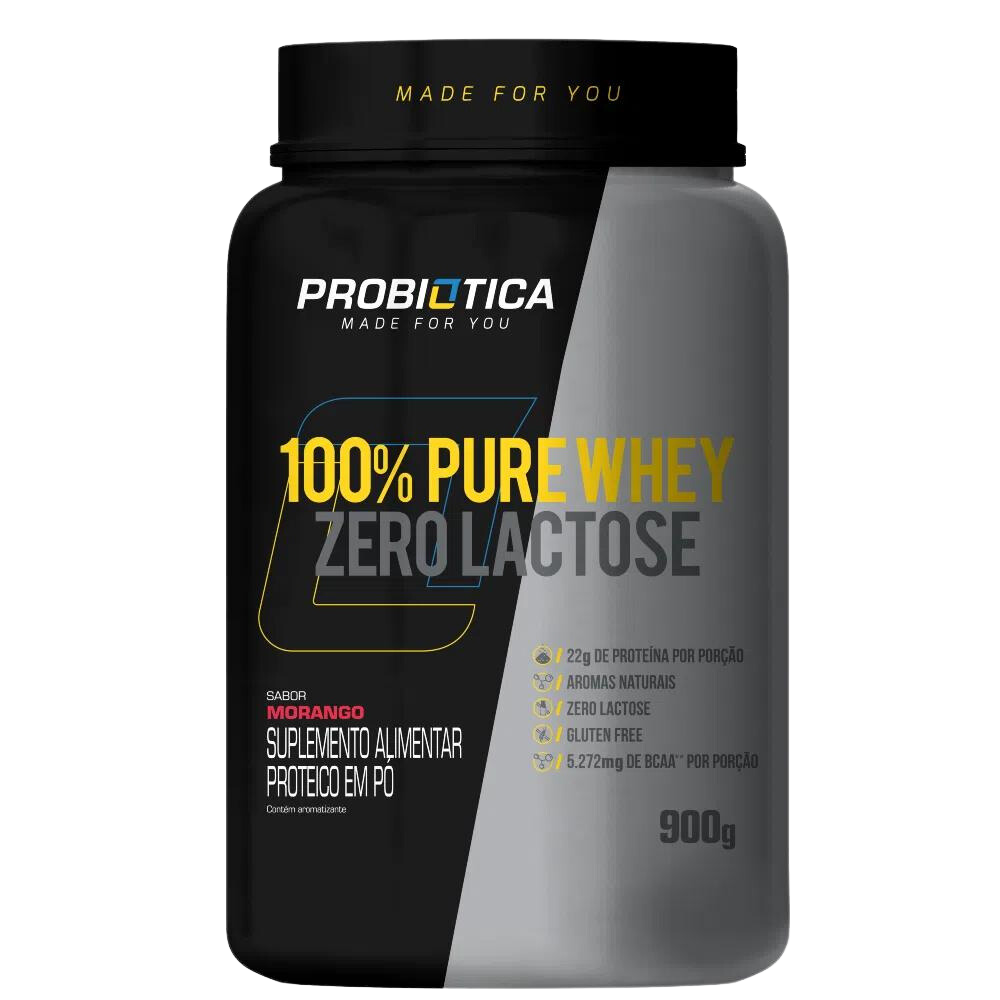 MADE FOR YOU
PROBIOTICA
MADE FOR YOU
100% PURE WHEY
ZERO LACTOSE
22g DE PROTEÍNA POR PORÇÃO
AROMAS NATURAIS
ZERO LACTOSE
GLUTEN FREE
5.272mg DE BCAA** POR PORÇÃO
SABOR
MORANGO
SUPLEMENTO ALIMENTAR
PROTEICO EM PÓ
Contém aromatizante
900g